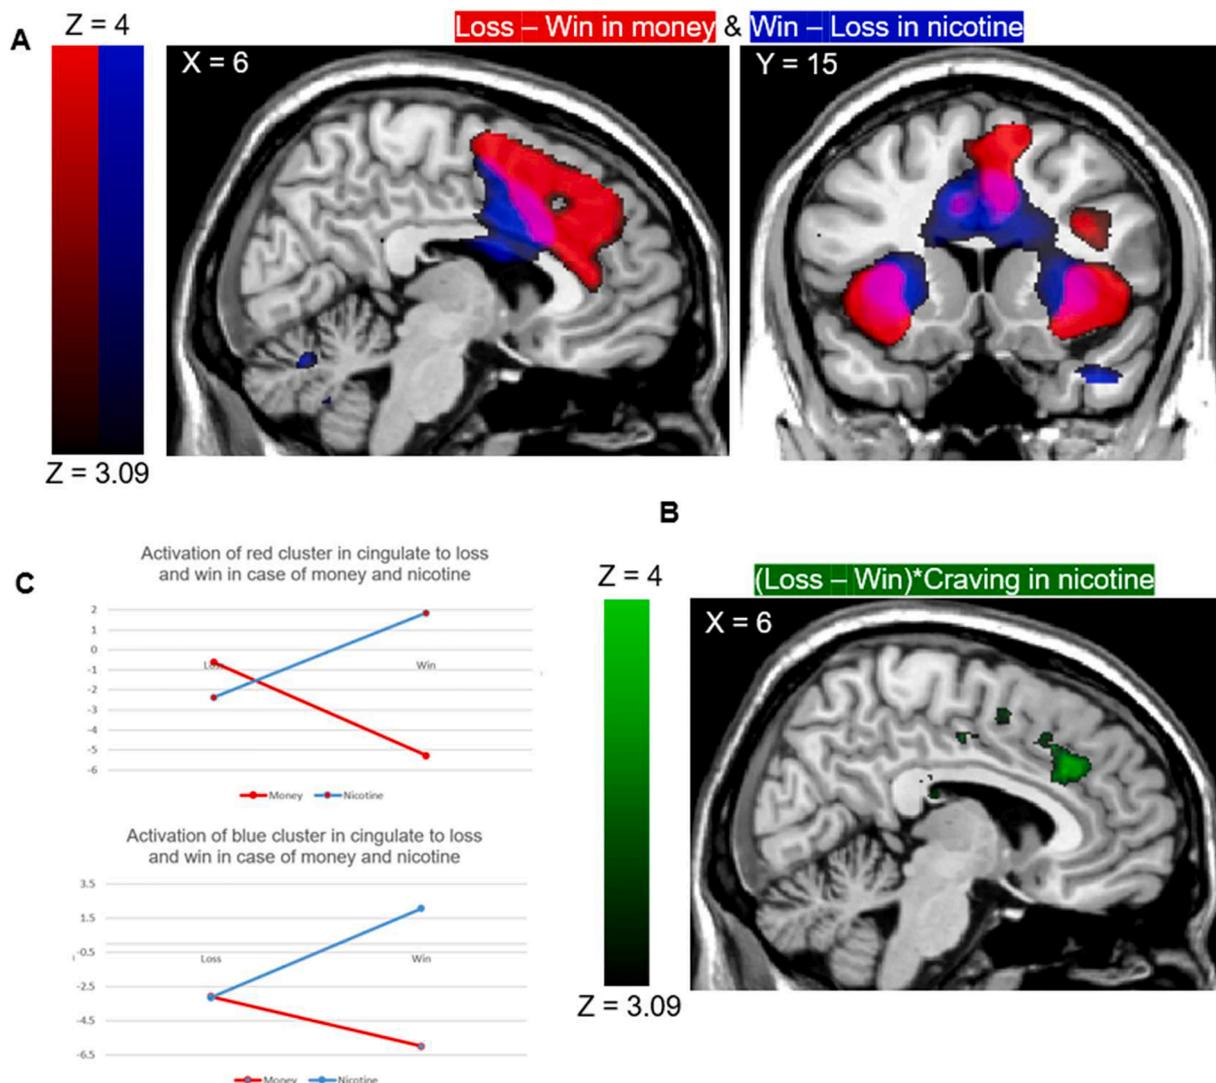 A
Z = 4
Loss – Win in money & Win – Loss in nicotine
X = 6
Y = 15
Z = 3.09
B
Z = 4
(Loss – Win)*Craving in nicotine
X = 6
Z = 3.09
C
Activation of red cluster in cingulate to loss
and win in case of money and nicotine
2
1
0
-1
-2
-3
-4
-5
-6
Loss
Win
Money
Nicotine
Activation of blue cluster in cingulate to loss
and win in case of money and nicotine
3.5
1.5
-0.5
-2.5
-4.5
-6.5
Loss
Win
Money
Nicotine